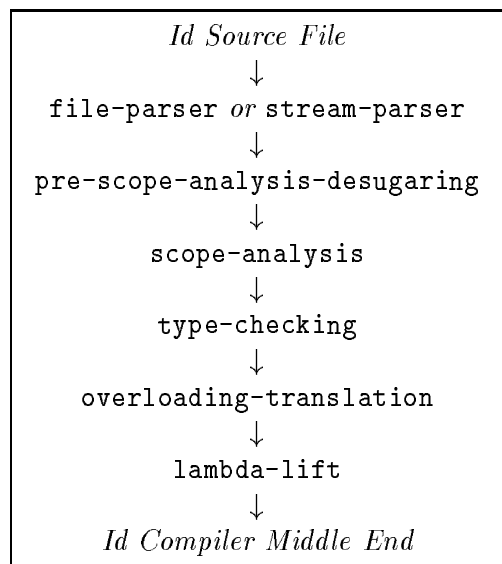 Id Source File
↓
file-parser or stream-parser
↓
pre-scope-analysis-desugaring
↓
scope-analysis
↓
type-checking
↓
overloading-translation
↓
lambda-lift
↓
Id Compiler Middle End